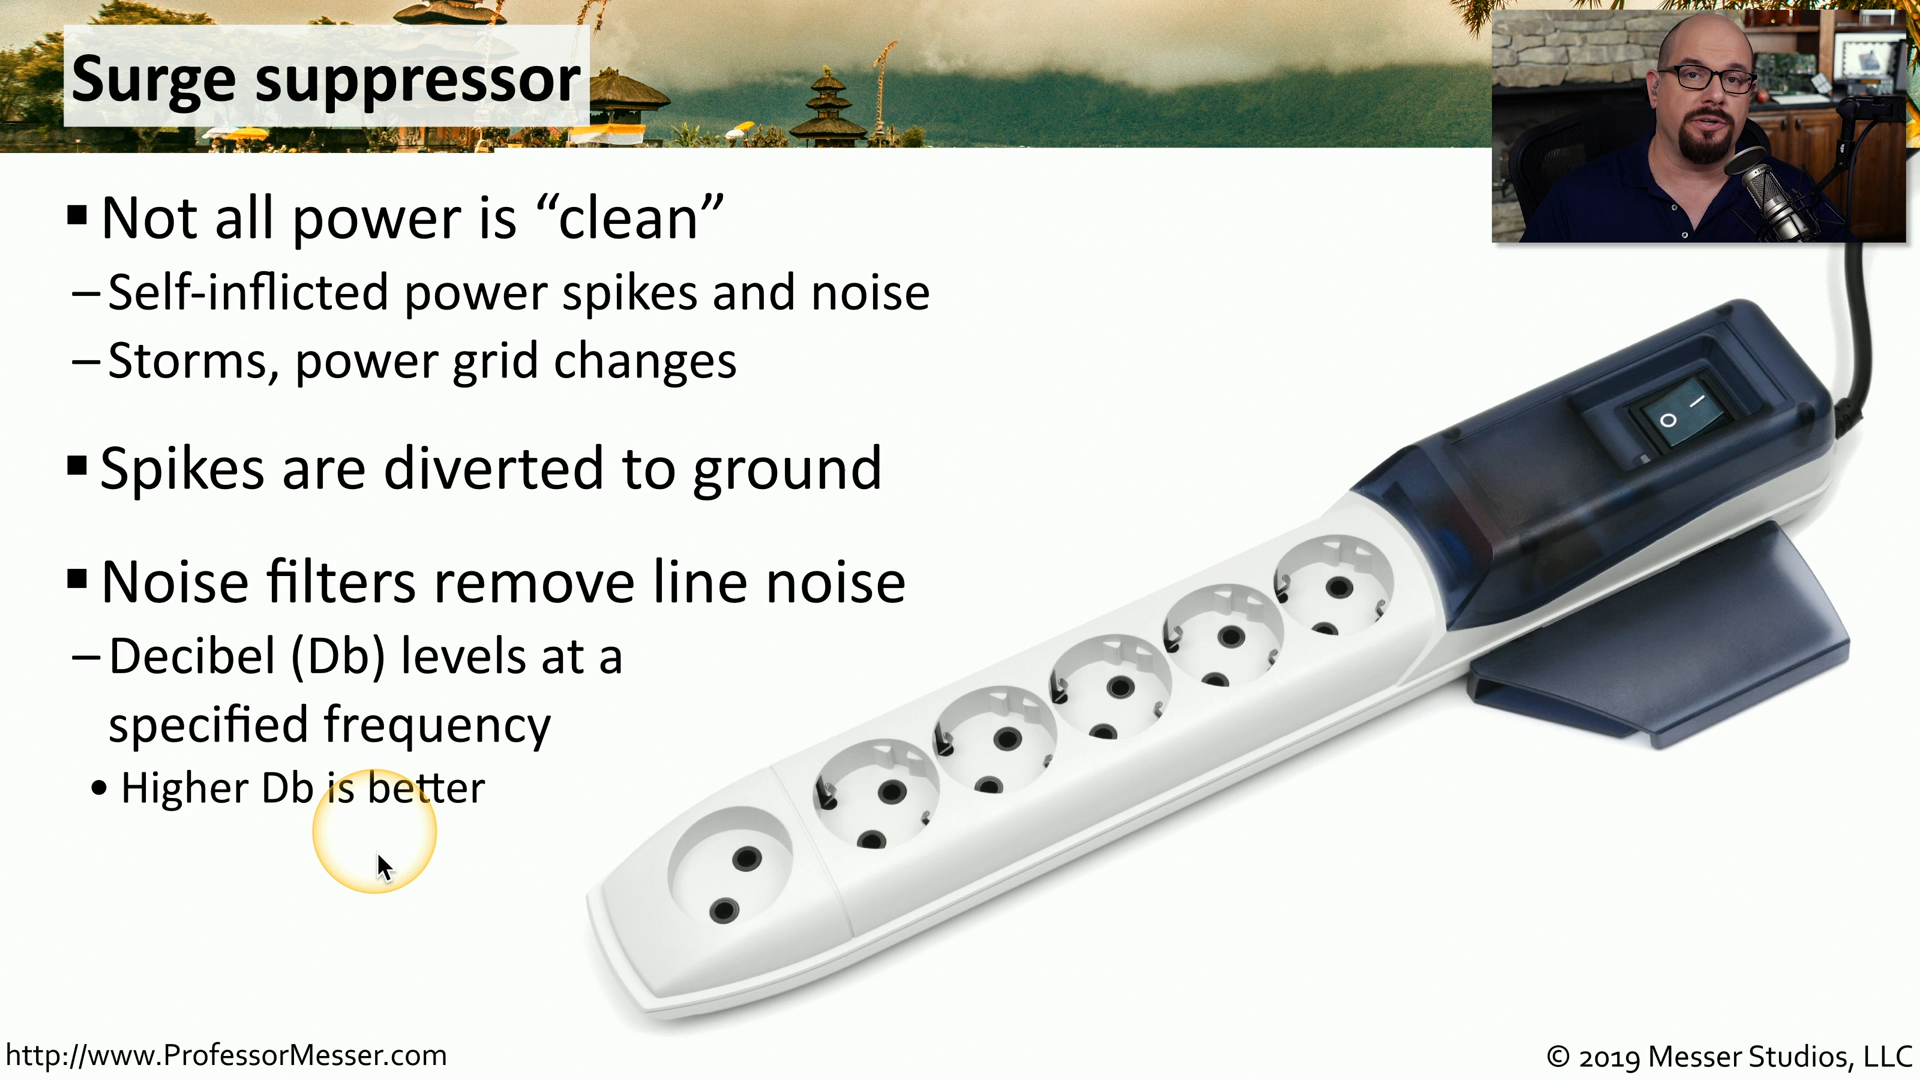 Surge suppressor
▪ Not all power is “clean”
– Self-inflicted power spikes and noise
– Storms, power grid changes
▪ Spikes are diverted to ground
▪ Noise filters remove line noise
– Decibel (Db) levels at a
specified frequency
• Higher Db is better
http://www.ProfessorMesser.com
© 2019 Messer Studios, LLC